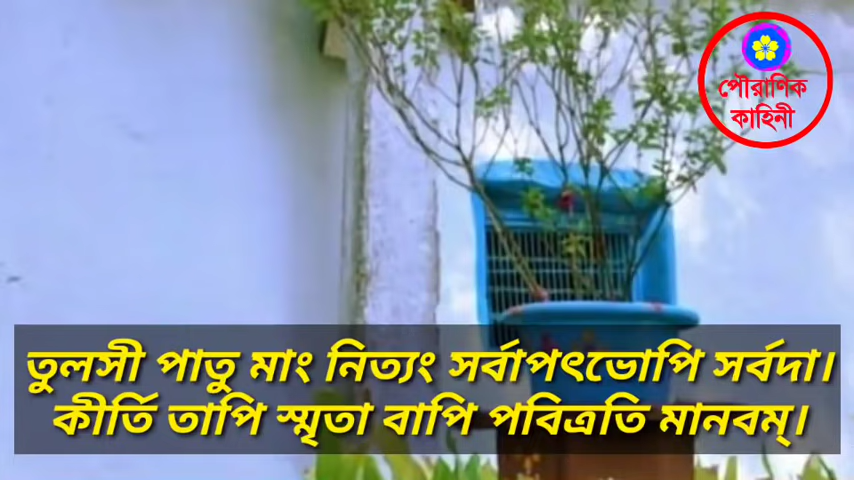 পৌরাণিক
কাহিনী
তুলসী পাতু মাং নিত্যং সর্বাপৎভোপি সর্বদা।
কীর্তি তাপি স্মৃতা বাপি পবিত্রতি মানবম্।